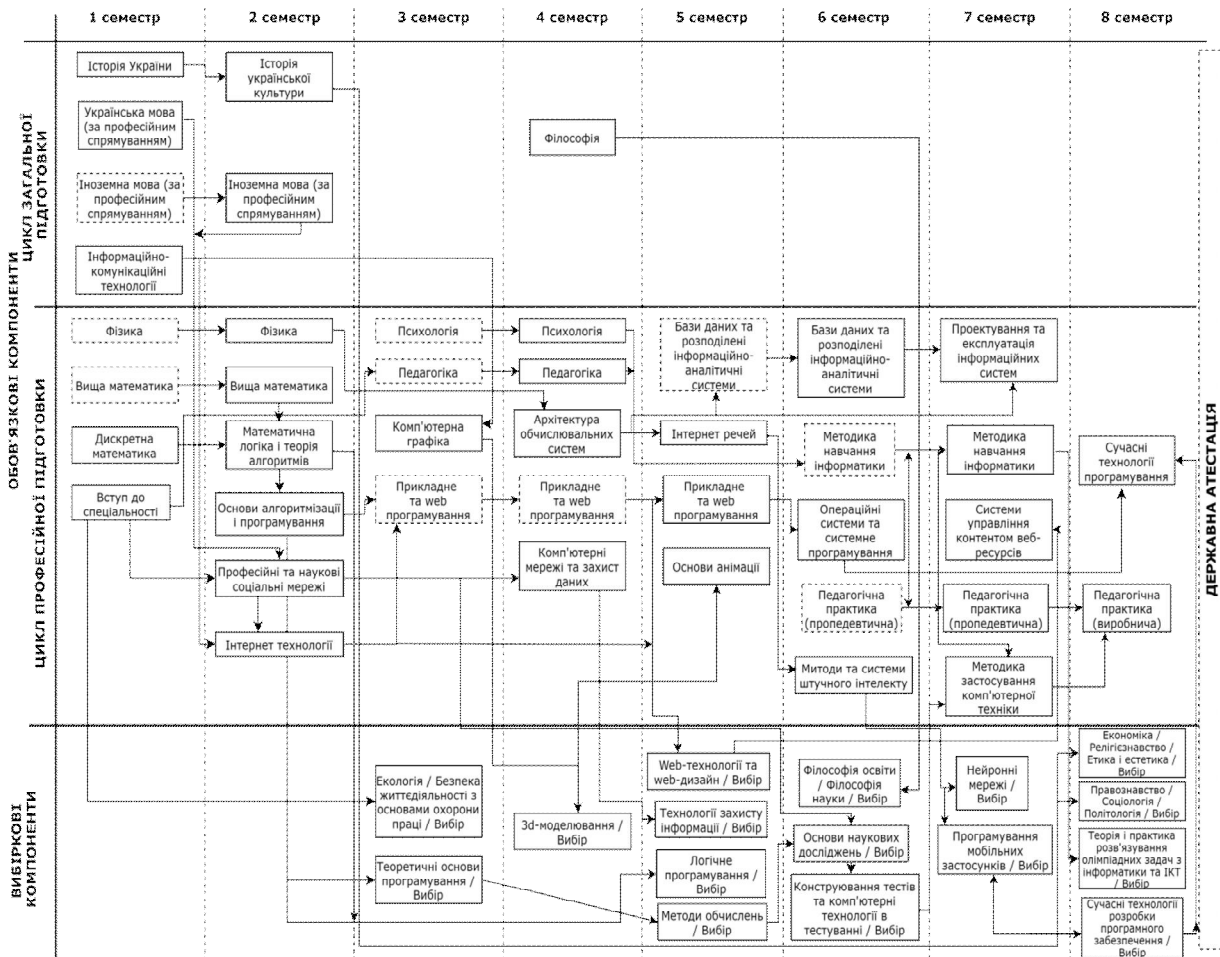 1 семестр
2 семестр
3 семестр
4 семестр
5 семестр
6 семестр
7 семестр
8 семестр
ОБОВ'ЯЗКОВІ КОМПОНЕНТИ
ЦИКЛ ЗАГАЛЬНОЇ
ПІДГОТОВКИ
Історія України
Історія
української
культури
Українська мова
(за професійним
спрямуванням)
Філософія
Іноземна мова (за
професійним
спрямуванням)
Іноземна мова (за
професійним
спрямуванням)
Інформаційно-
комунікаційні
технології
ЦИКЛ ПРОФЕСІЙНОЇ ПІДГОТОВКИ
Фізика
Фізика
Психологія
Психологія
Бази даних та
розподілені
інформаційно-
аналітичні
системи
Бази даних та
розподілені
інформаційно-
аналітичні
системи
Проектування та
експлуатація
інформаційних
систем
Вища математика
Вища математика
Педагогіка
Педагогіка
Дискретна
математика
Математична
логіка і теорія
алгоритмів
Комп'ютерна
графіка
Архітектура
обчислювальних
систем
Інтернет речей
Методика
навчання
інформатики
Методика
навчання
інформатики
Сучасні
технології
програмування
Вступ до
спеціальності
Основи алгоритмізації
і програмування
Прикладне
та web
програмування
Прикладне
та web
програмування
Прикладне
та web
програмування
Операційні
системи та
системне
програмування
Системи
управління
контентом веб-
ресурсів
Професійні та наукові
соціальні мережі
Комп'ютерні
мережі та захист
даних
Основи анімації
Педагогічна
практика
(пропедевтична)
Педагогічна
практика
(пропедевтична)
Педагогічна
практика
(виробнича)
Інтернет технології
Митоди та системи
штучного інтелекту
Методика
застосування
комп'ютерної
техніки
ДЕРЖАВНА АТЕСТАЦІЯ
ВИБІРКОВІ
КОМПОНЕНТИ
Екологія / Безпека
життєдіяльності з
основами охорони
праці / Вибір
3d-моделювання /
Вибір
Web-технології та
web-дизайн / Вибір
Філософія освіти
/ Філософія
науки / Вибір
Нейронні
мережі / Вибір
Економіка /
Релігієзнавство /
Етика і естетика /
Вибір
Технології захисту
інформації / Вибір
Основи наукових
досліджень / Вибір
Програмування
мобільних
застосунків / Вибір
Правознавство /
Соціологія /
Політологія / Вибір
Теоретичні основи
програмування /
Вибір
Логічне
програмування /
Вибір
Конструювання тестів
та комп'ютерні
технології в
тестуванні / Вибір
Теорія і практика
розв'язування
олімпіадних задач з
інформатики та ІКТ
/ Вибір
Методи обчислень
/ Вибір
Сучасні технології
розробки
програмного
забезпечення /
Вибір